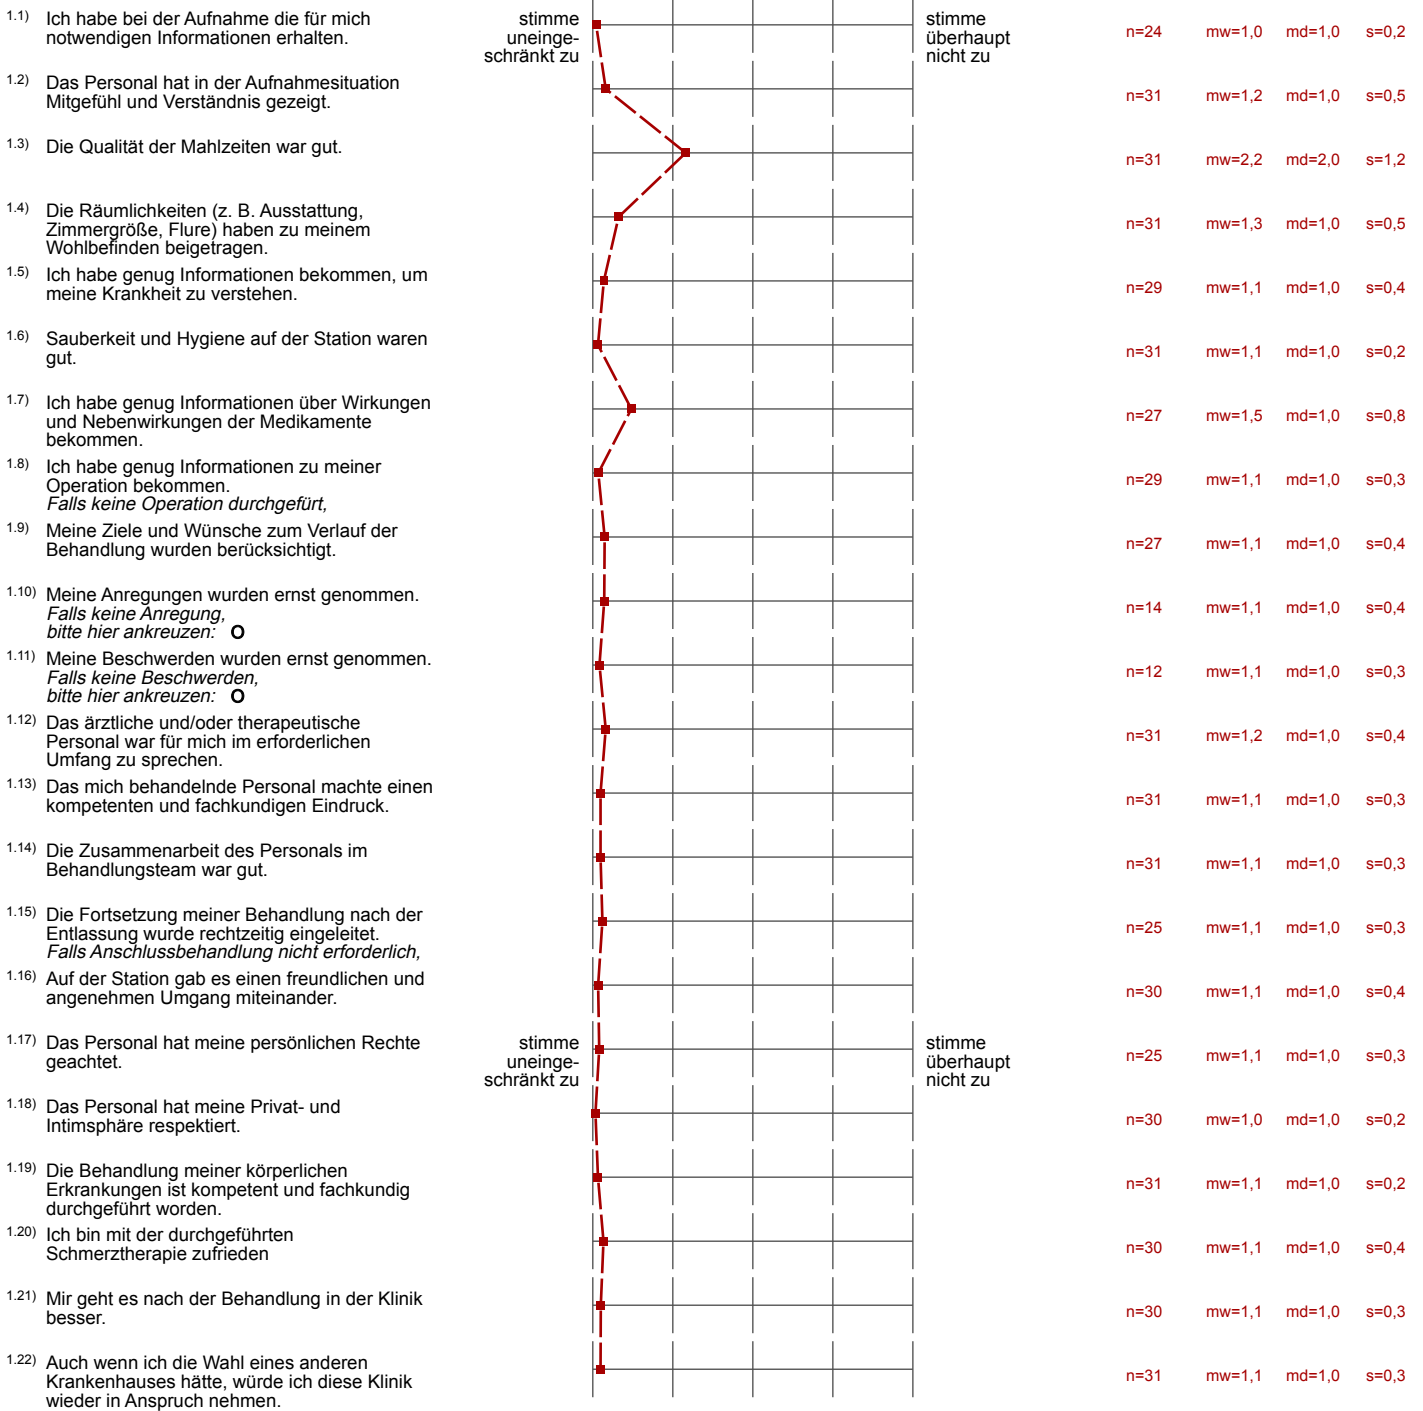 1.1) Ich habe bei der Aufnahme die für mich
notwendigen Informationen erhalten.
stimme
uneinge-
schränkt zu
stimme
überhaupt
nicht zu
n=24 mw=1,0 md=1,0 s=0,2
1.2) Das Personal hat in der Aufnahmesituation
Mitgefühl und Verständnis gezeigt.
n=31 mw=1,2 md=1,0 s=0,5
1.3) Die Qualität der Mahlzeiten war gut.
n=31 mw=2,2 md=2,0 s=1,2
1.4) Die Räumlichkeiten (z. B. Ausstattung,
Zimmergröße, Flure) haben zu meinem
Wohlbefinden beigetragen.
n=31 mw=1,3 md=1,0 s=0,5
1.5) Ich habe genug Informationen bekommen, um
meine Krankheit zu verstehen.
n=29 mw=1,1 md=1,0 s=0,4
1.6) Sauberkeit und Hygiene auf der Station waren
gut.
n=31 mw=1,1 md=1,0 s=0,2
1.7) Ich habe genug Informationen über Wirkungen
und Nebenwirkungen der Medikamente
bekommen.
n=27 mw=1,5 md=1,0 s=0,8
1.8) Ich habe genug Informationen zu meiner
Operation bekommen.
Falls keine Operation durchgefürt,
n=29 mw=1,1 md=1,0 s=0,3
1.9) Meine Ziele und Wünsche zum Verlauf der
Behandlung wurden berücksichtigt.
n=27 mw=1,1 md=1,0 s=0,4
1.10) Meine Anregungen wurden ernst genommen.
Falls keine Anregung,
bitte hier ankreuzen: O
n=14 mw=1,1 md=1,0 s=0,4
1.11) Meine Beschwerden wurden ernst genommen.
Falls keine Beschwerden,
bitte hier ankreuzen: O
n=12 mw=1,1 md=1,0 s=0,3
1.12) Das ärztliche und/oder therapeutische
Personal war für mich im erforderlichen
Umfang zu sprechen.
n=31 mw=1,2 md=1,0 s=0,4
1.13) Das mich behandelnde Personal machte einen
kompetenten und fachkundigen Eindruck.
n=31 mw=1,1 md=1,0 s=0,3
1.14) Die Zusammenarbeit des Personals im
Behandlungsteam war gut.
n=31 mw=1,1 md=1,0 s=0,3
1.15) Die Fortsetzung meiner Behandlung nach der
Entlassung wurde rechtzeitig eingeleitet.
Falls Anschlussbehandlung nicht erforderlich,
n=25 mw=1,1 md=1,0 s=0,3
1.16) Auf der Station gab es einen freundlichen und
angenehmen Umgang miteinander.
n=30 mw=1,1 md=1,0 s=0,4
1.17) Das Personal hat meine persönlichen Rechte
geachtet.
stimme
uneinge-
schränkt zu
stimme
überhaupt
nicht zu
n=25 mw=1,1 md=1,0 s=0,3
1.18) Das Personal hat meine Privat- und
Intimsphäre respektiert.
n=30 mw=1,0 md=1,0 s=0,2
1.19) Die Behandlung meiner körperlichen
Erkrankungen ist kompetent und fachkundig
durchgeführt worden.
n=31 mw=1,1 md=1,0 s=0,2
1.20) Ich bin mit der durchgeführten
Schmerztherapie zufrieden
n=30 mw=1,1 md=1,0 s=0,4
1.21) Mir geht es nach der Behandlung in der Klinik
besser.
n=30 mw=1,1 md=1,0 s=0,3
1.22) Auch wenn ich die Wahl eines anderen
Krankenhauses hätte, würde ich diese Klinik
wieder in Anspruch nehmen.
n=31 mw=1,1 md=1,0 s=0,3